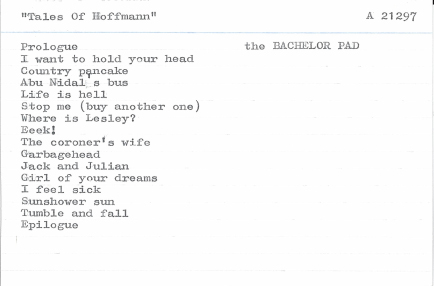 "Tales Of Hoffmann" A 21297
Prologue the BACHELOR PAD
I want to hold your head
Country pancake
Abu Nidal's bus
Life is hell
Stop me (buy another one)
Where is Lesley?
Eeek!
The coroner's wife
Garbagehead
Jack and Julian
Girl of your dreams
I feel sick
Sunshower sun
Tumble and fall
Epilogue